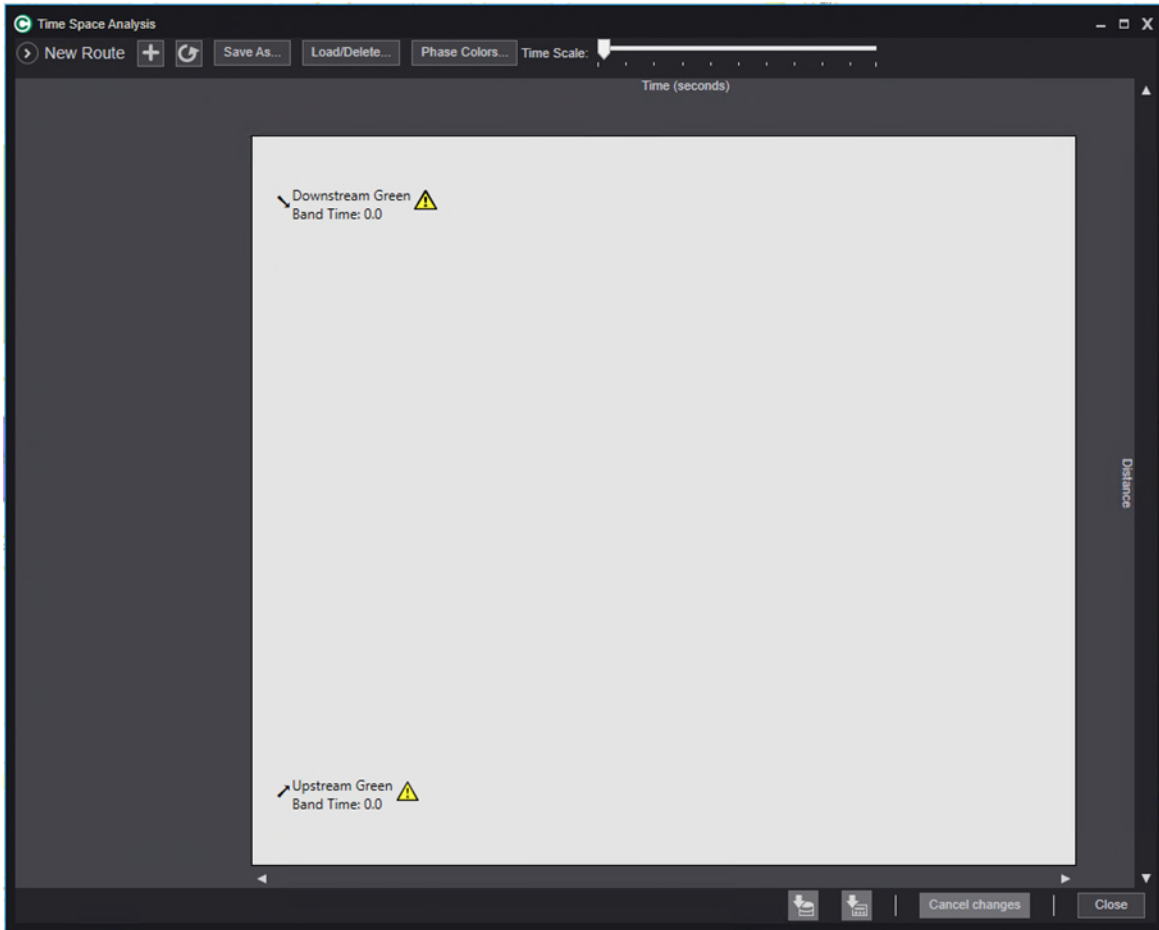 Time Space Analysis
New Route
Save As...
Load/Delete...
Phase Colors...
Time Scale:
Time (seconds)
Downstream Green
Band Time: 0.0
Distance
Upstream Green
Band Time: 0.0
Cancel changes
Close